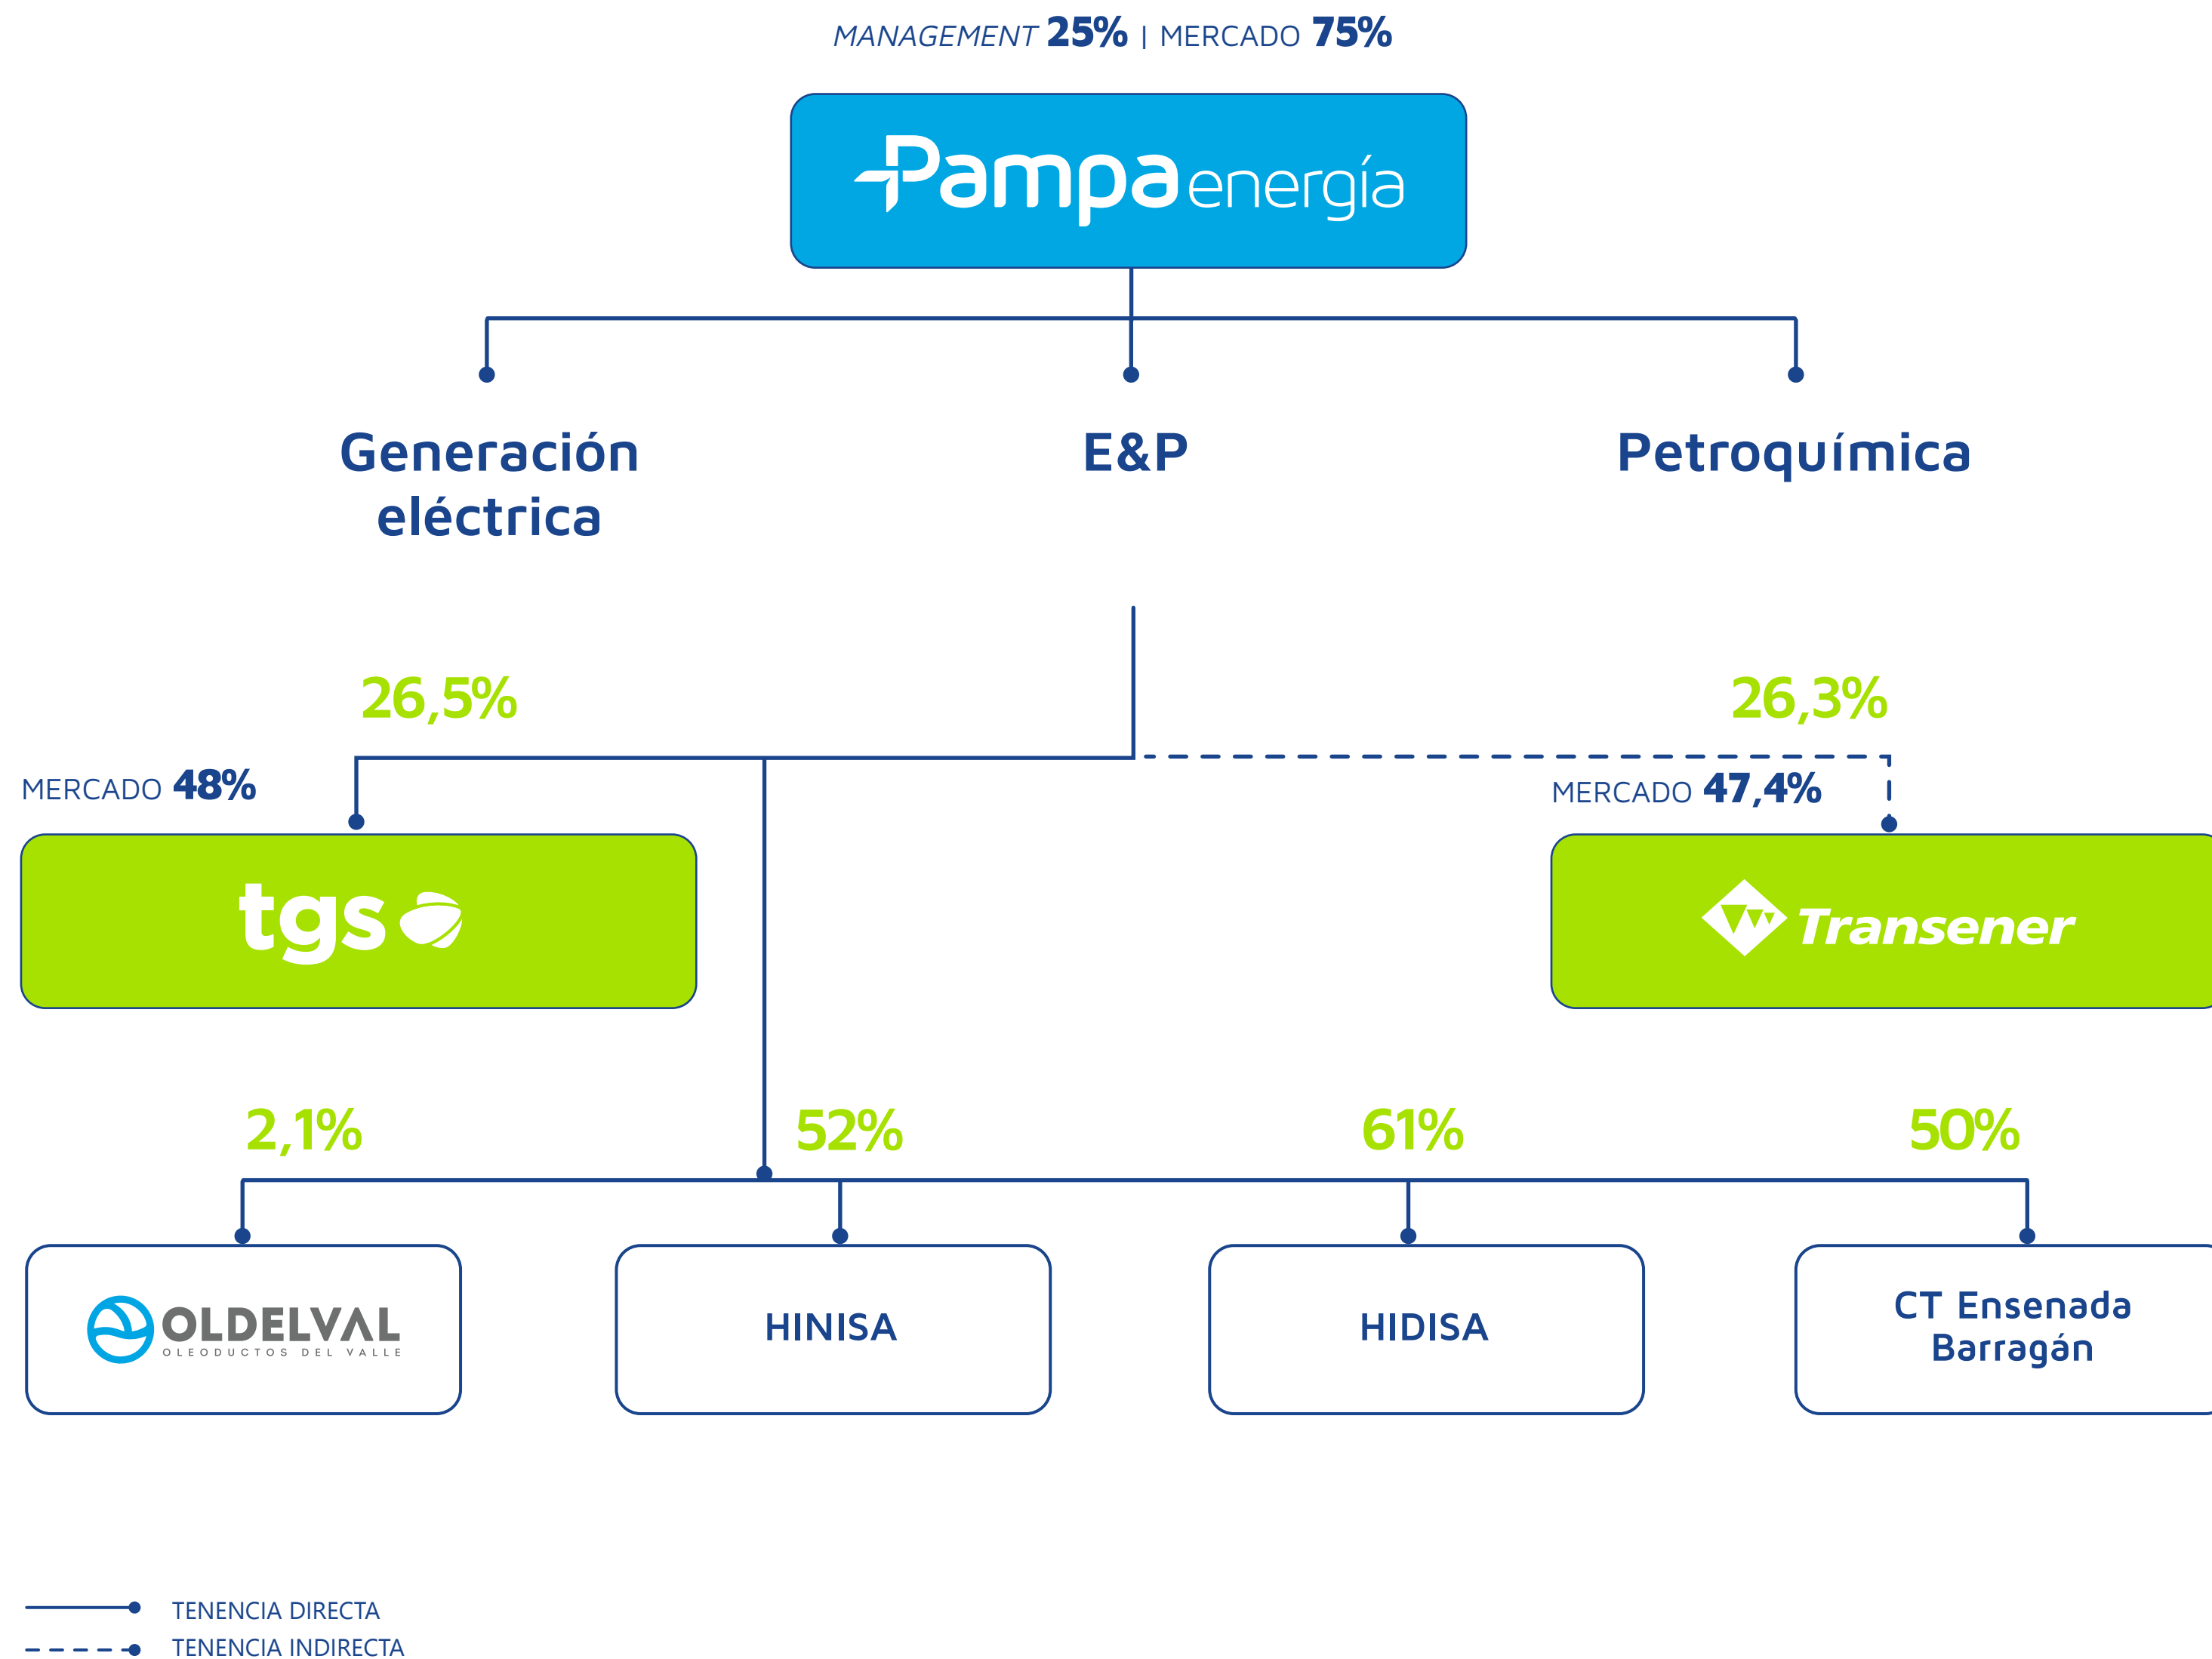 MANAGEMENT 25% | MERCADO 75%
Pampa energía
Generación
eléctrica
E&P
Petroquímica
26,5%
26,3%
MERCADO 48%
MERCADO 47,4%
tgs
Transener
2,1%
52%
61%
50%
OLDELVAL
OLEODUCTOS DEL VALLE
HINISA
HIDISA
CT Ensenada
Barragán
TENENCIA DIRECTA
TENENCIA INDIRECTA